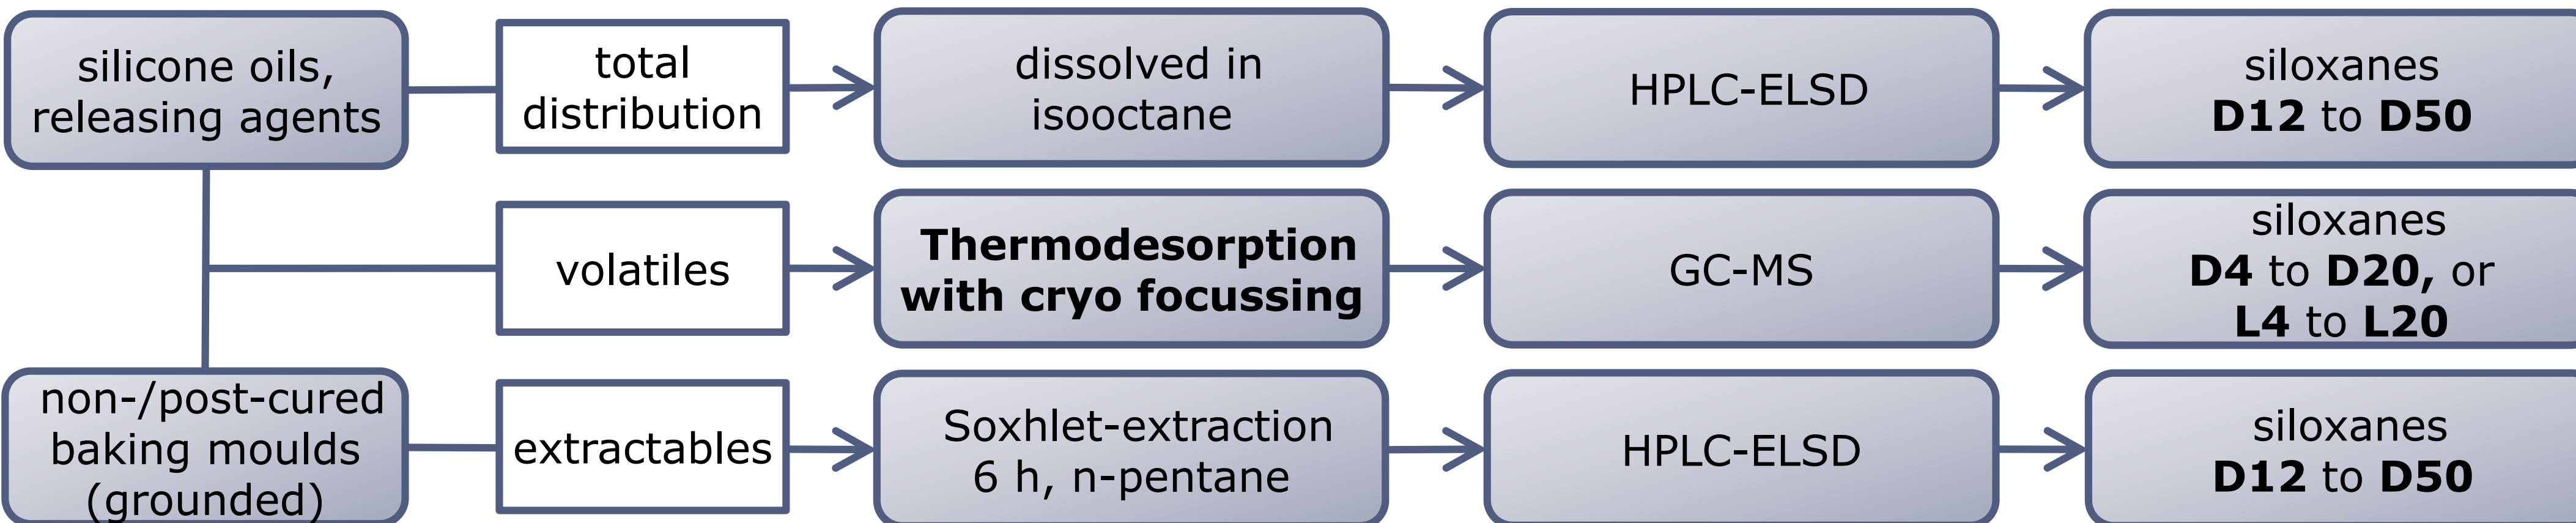 silicone oils,
releasing agents
total
distribution
dissolved in
isooctane
HPLC-ELSD
siloxanes
D12 to D50
volatiles
Thermodesorption
with cryo focussing
GC-MS
siloxanes
D4 to D20, or
L4 to L20
non-/post-cured
baking moulds
(grounded)
extractables
Soxhlet-extraction
6 h, n-pentane
HPLC-ELSD
siloxanes
D12 to D50